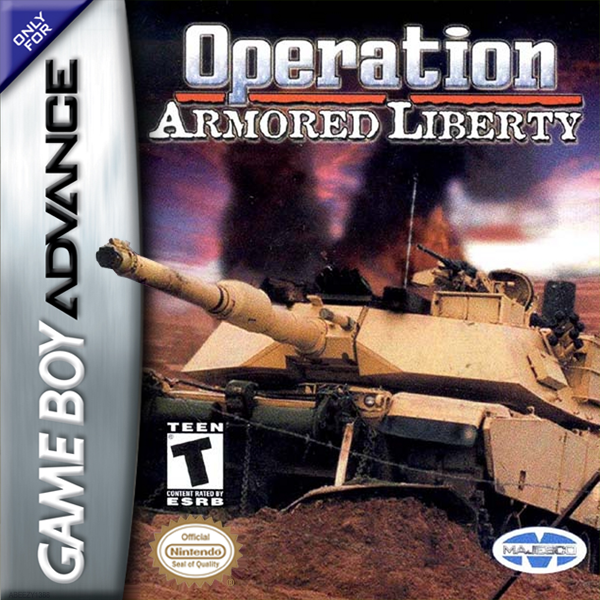 ONLY
FOR
GAME BOY ADVANCE
Operation
ARMORED LIBERTY
TEEN
T
CONTENT RATED BY
ESRB
Official
Nintendo
Seal of Quality
MAJESCO